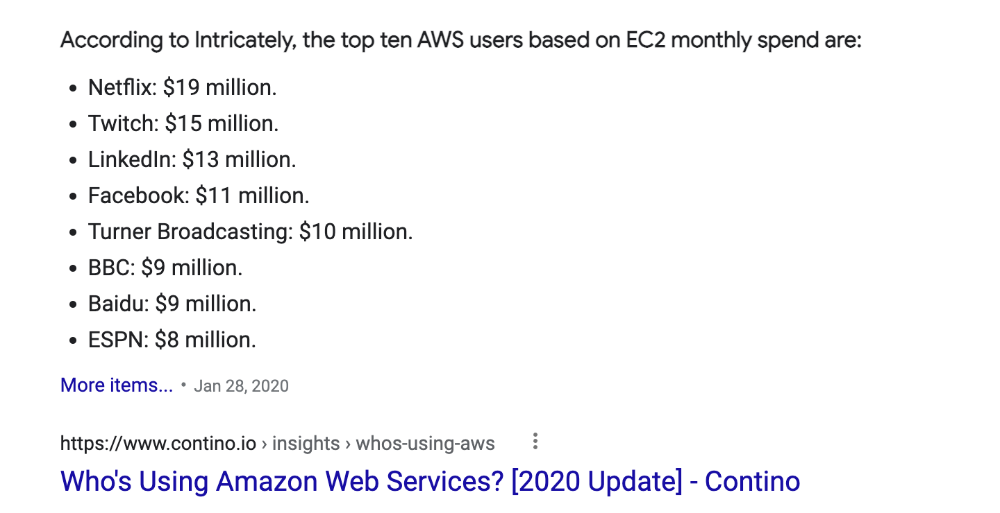 According to Intricately, the top ten AWS users based on EC2 monthly spend are:
• Netflix: $19 million.
• Twitch: $15 million.
• LinkedIn: $13 million.
• Facebook: $11 million.
• Turner Broadcasting: $10 million.
• BBC: $9 million.
• Baidu: $9 million.
• ESPN: $8 million.
More items... • Jan 28, 2020
https://www.contino.io › insights › whos-using-aws
Who's Using Amazon Web Services? [2020 Update] - Contino